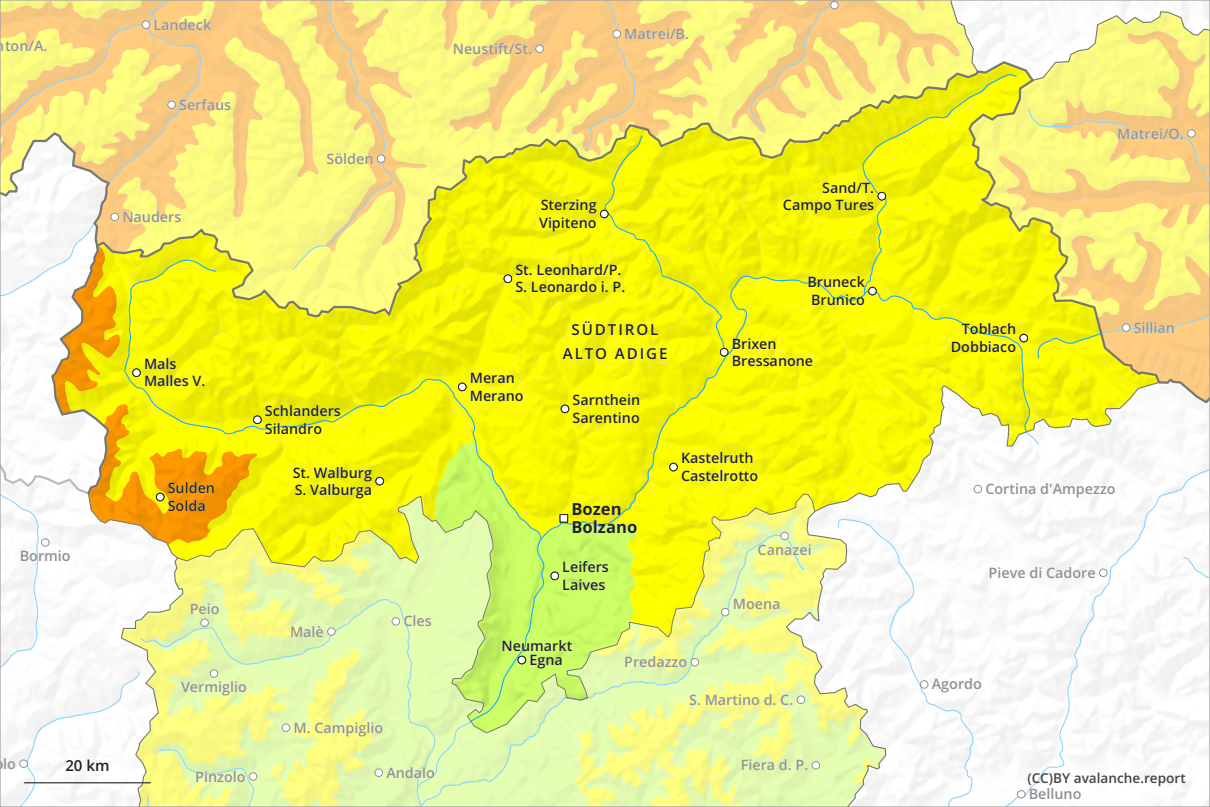 Landeck
nton/A.
Neustift/St.
Matrei/B.
Serfaus
Matrei/O.
Sölden
Sand/T.
Campo Tures
Sterzing
Vipiteno
Nauders
St. Leonhard/P.
S. Leonardo i. P.
Bruneck
Brunico
SÜDTIROL
ALTO ADIGE
Toblach
Dobbiaco
Sillian
Brixen
Bressanone
Mals
Malles V.
Meran
Merano
Schlanders
Silandro
Sarnthein
Sarentino
Kastelruth
Castelrotto
St. Walburg
S. Valburga
Sulden
Solda
Cortina d'Ampezzo
Bozen
Bolzano
Bormio
Canazei
Leifers
Laives
Pieve di Cadore
Peio
Moena
Cles
Malè
Neumarkt
Egna
Predazzo
Vermiglio
Agordo
S. Martino d. C.
M. Campiglio
olo
20 km
Pinzolo
Andalo
Fiera d. P.
(CC)BY avalanche.report
Belluno